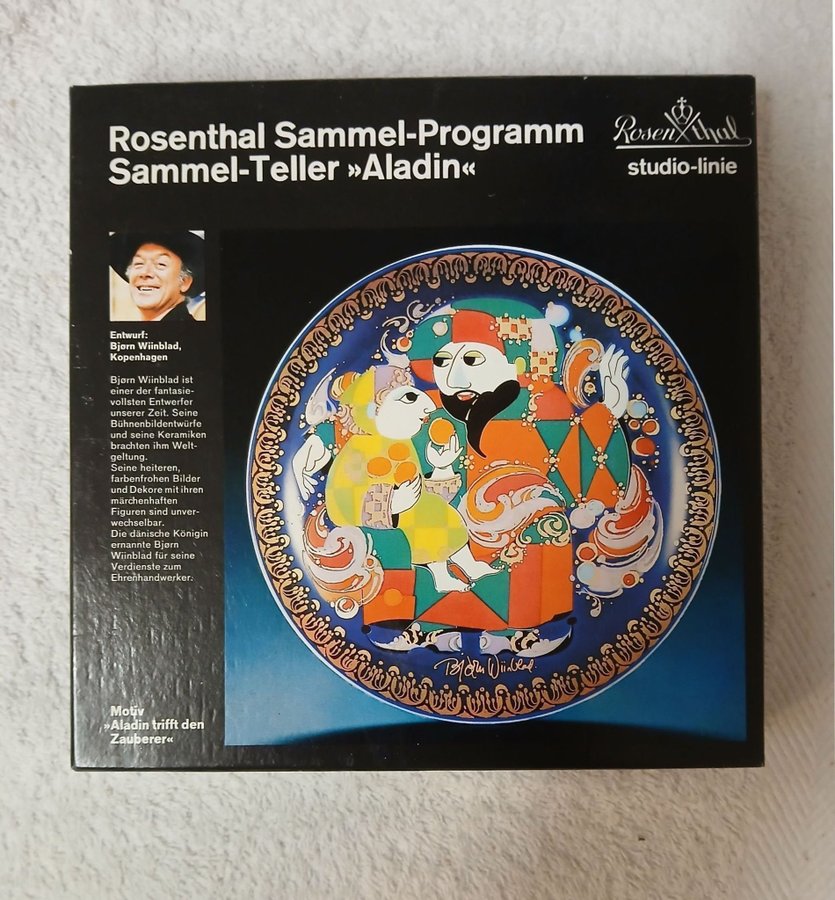 Rosenthal Sammel-Programm
Sammel-Teller »Aladin«
Rosenthal
studio-linie
Entwurf:
Bjørn Wiinblad,
Kopenhagen
Bjørn Wiinblad ist
einer der fantasie-
vollsten Entwerfer
unserer Zeit. Seine
Bühnenbildentwürfe
und seine Keramiken
brachten ihm Welt-
geltung.
Seine heiteren,
farbenfrohen Bilder
und Dekore mit ihren
märchenhaften
Figuren sind unver-
wechselbar.
Die dänische Königin
ernannte Bjørn
Wiinblad für seine
Verdienste zum
Ehrenhandwerker.
Bjørn Wiinblad.
Motiv
»Aladin trifft den
Zauberer«